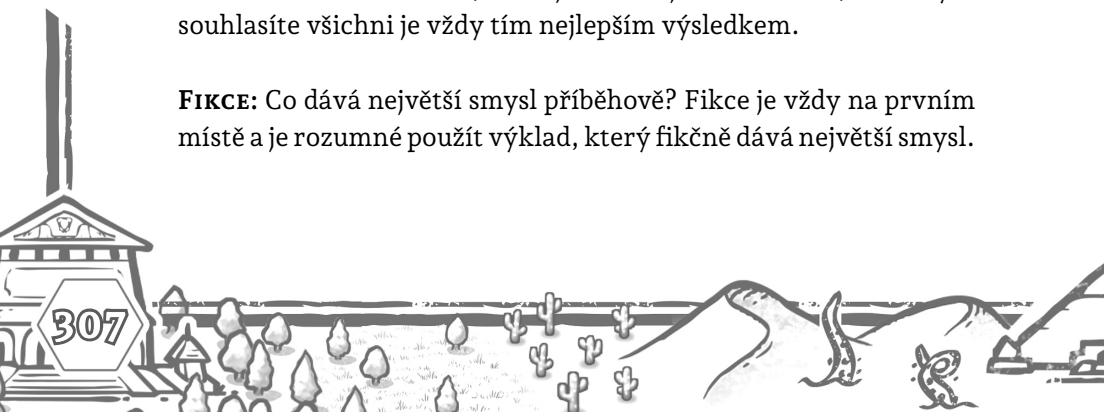 souhlasíte všichni je vždy tím nejlepším výsledkem.
FIKCE: Co dává největší smysl příběhově? Fikce je vždy na prvním
místě a je rozumné použít výklad, který fikčně dává největší smysl.
307